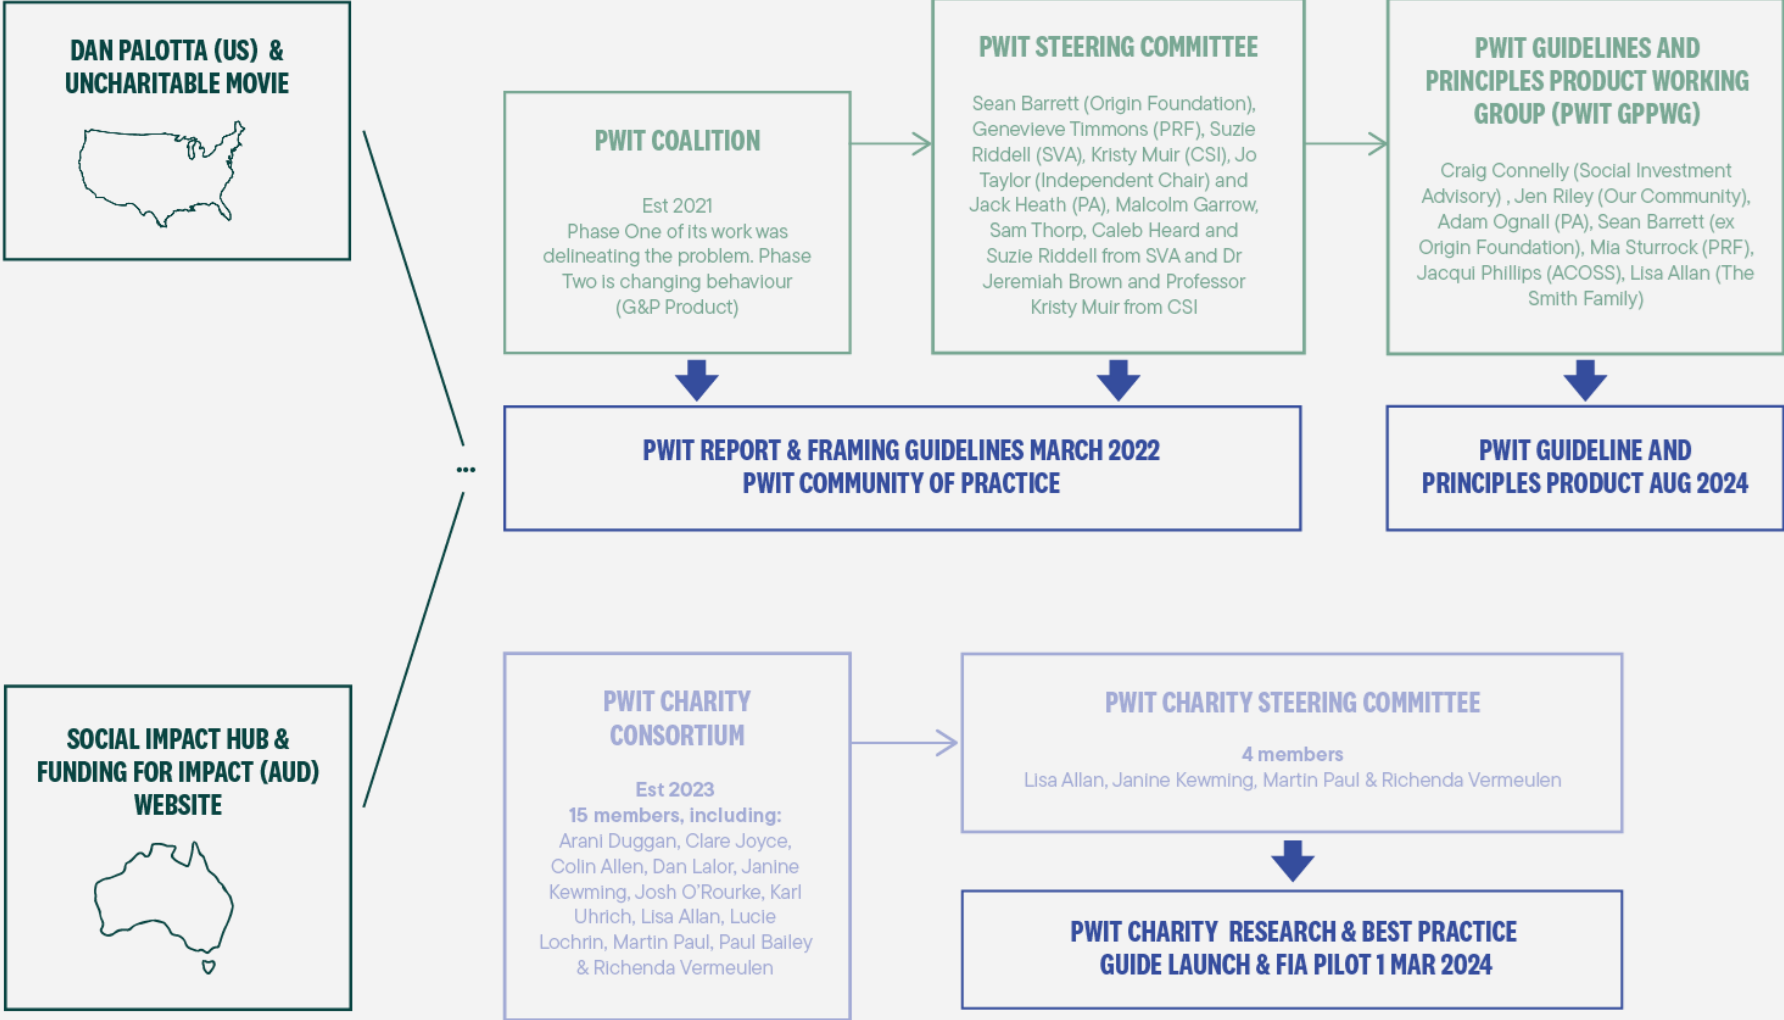 DAN PALOTTA (US) &
UNCHARITABLE MOVIE
PWIT COALITION
Est 2021
Phase One of its work was
delineating the problem. Phase
Two is changing behaviour
(G&P Product)
PWIT STEERING COMMITTEE
Sean Barrett (Origin Foundation),
Genevieve Timmons (PRF), Suzie
Riddell (SVA), Kristy Muir (CSI), Jo
Taylor (Independent Chair) and
Jack Heath (PA), Malcolm Garrow,
Sam Thorp, Caleb Heard and
Suzie Riddell from SVA and Dr
Jeremiah Brown and Professor
Kristy Muir from CSI
PWIT GUIDELINES AND
PRINCIPLES PRODUCT WORKING
GROUP (PWIT GPPWG)
Craig Connelly (Social Investment
Advisory) , Jen Riley (Our Community),
Adam Ognall (PA), Sean Barrett (ex
Origin Foundation), Mia Sturrock (PRF),
Jacqui Phillips (ACOSS), Lisa Allan (The
Smith Family)
...
PWIT REPORT & FRAMING GUIDELINES MARCH 2022
PWIT COMMUNITY OF PRACTICE
PWIT GUIDELINE AND
PRINCIPLES PRODUCT AUG 2024
SOCIAL IMPACT HUB &
FUNDING FOR IMPACT (AUD)
WEBSITE
PWIT CHARITY
CONSORTIUM
Est 2023
15 members, including:
Arani Duggan, Clare Joyce,
Colin Allen, Dan Lalor, Janine
Kewming, Josh O'Rourke, Karl
Uhrich, Lisa Allan, Lucie
Lochrin, Martin Paul, Paul Bailey
& Richenda Vermeulen
PWIT CHARITY STEERING COMMITTEE
4 members
Lisa Allan, Janine Kewming, Martin Paul & Richenda Vermeulen
PWIT CHARITY RESEARCH & BEST PRACTICE
GUIDE LAUNCH & FIA PILOT 1 MAR 2024